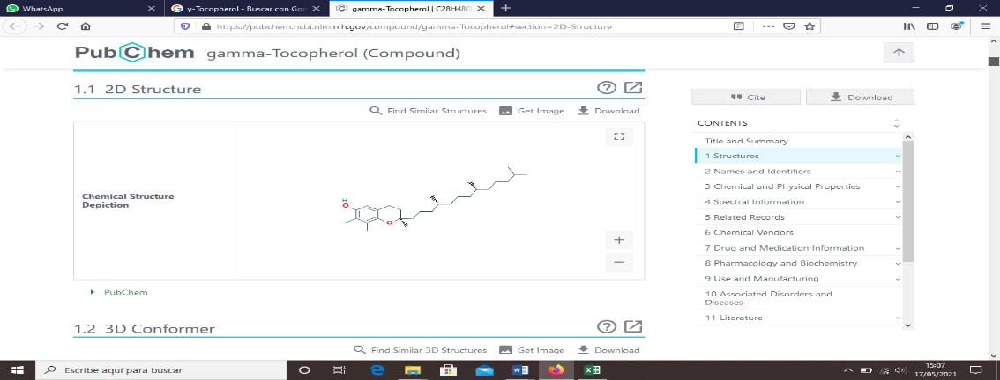 WhatsApp
γ-Tocopherol - Buscar con Goo
gamma-Tocopherol | C28H48O
https://pubchem.ncbi.nlm.nih.gov/compound/gamma-Tocopherol#section=2D-Structure
PubChem gamma-Tocopherol (Compound)
1.1 2D Structure
Find Similar Structures Get Image Download
Chemical Structure
Depiction
H
O
O
PubChem
1.2 3D Conformer
Find Similar 3D Structures Get Image Download
Cite Download
CONTENTS
Title and Summary
1 Structures
2 Names and Identifiers
3 Chemical and Physical Properties
4 Spectral Information
5 Related Records
6 Chemical Vendors
7 Drug and Medication Information
8 Pharmacology and Biochemistry
9 Use and Manufacturing
10 Associated Disorders and
Diseases
11 Literature
Escribe aquí para buscar
15:07
17/05/2021